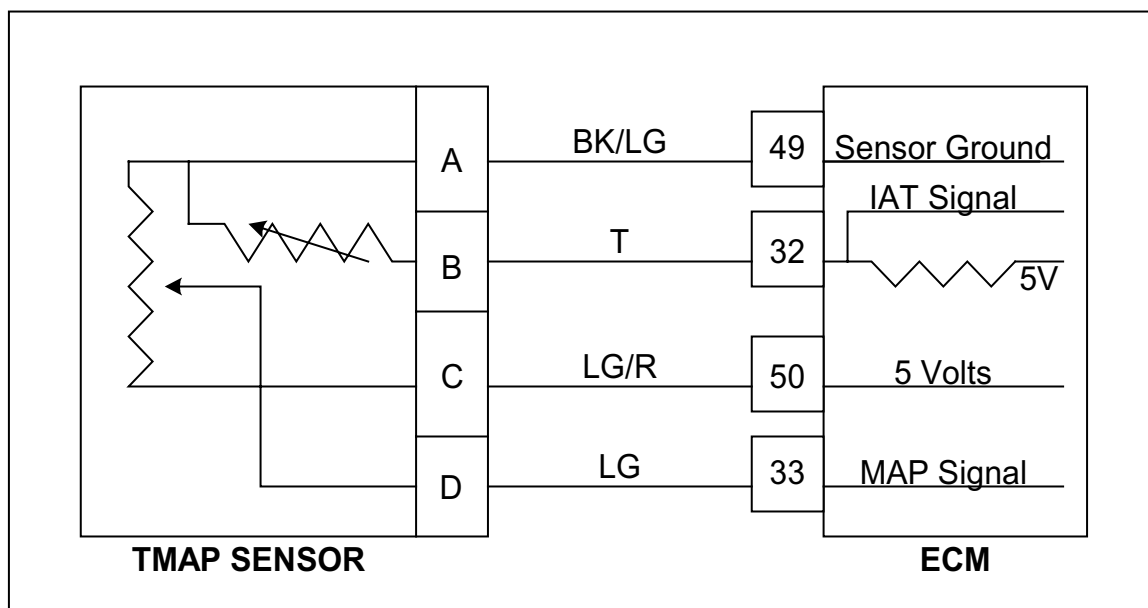 A
BK/LG
49
Sensor Ground
IAT Signal
B
T
32
5V
C
LG/R
50
5 Volts
D
LG
33
MAP Signal
TMAP SENSOR
ECM